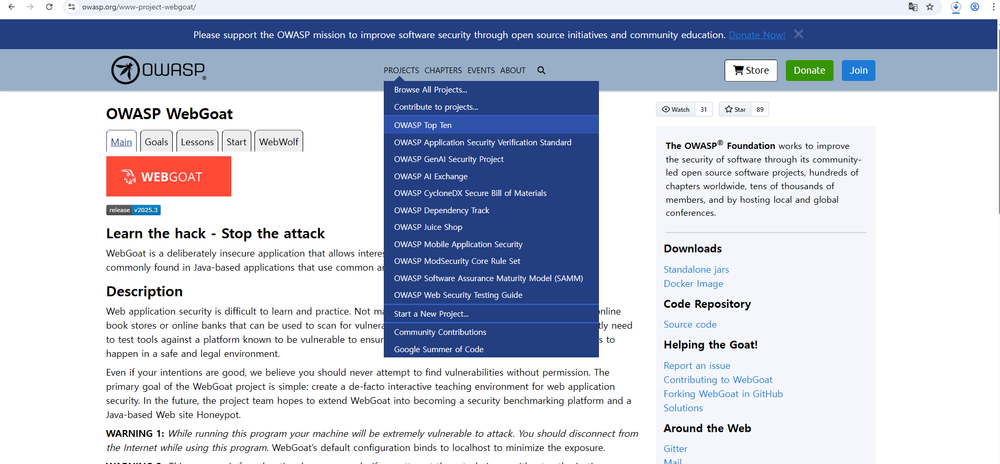 owasp.org/www-project-webgoat/
Please support the OWASP mission to improve software security through open source initiatives and community education. Donate Now!
OWASP®
PROJECTS CHAPTERS EVENTS ABOUT
Store Donate Join
Browse All Projects...
Contribute to projects...
OWASP Top Ten
OWASP Application Security Verification Standard
OWASP GenAI Security Project
OWASP AI Exchange
OWASP CycloneDX Secure Bill of Materials
OWASP Dependency Track
OWASP Juice Shop
OWASP Mobile Application Security
OWASP ModSecurity Core Rule Set
OWASP Software Assurance Maturity Model (SAMM)
OWASP Web Security Testing Guide
Start a New Project...
Community Contributions
Google Summer of Code
OWASP WebGoat
Main Goals Lessons Start WebWolf
WEBGOAT
release v2025.3
Learn the hack - Stop the attack
WebGoat is a deliberately insecure application that allows
commonly found in Java-based applications that use common
Description
Web application security is difficult to learn and practice. Not
book stores or online banks that can be used to scan for need
to test tools against a platform known to be vulnerable to to
happen in a safe and legal environment.
Even if your intentions are good, we believe you should never attempt to find vulnerabilities without permission. The
primary goal of the WebGoat project is simple: create a de-facto interactive teaching environment for web application
security. In the future, the project team hopes to extend WebGoat into becoming a security benchmarking platform and a
Java-based Web site Honeypot.
WARNING 1: While running this program your machine will be extremely vulnerable to attack. You should disconnect from
the Internet while using this program. WebGoat's default configuration binds to localhost to minimize the exposure.
Watch 31 Star 89
The OWASP® Foundation works to improve
the security of software through its community-
led open source software projects, hundreds of
chapters worldwide, tens of thousands of
members, and by hosting local and global
conferences.
Downloads
Standalone jars
Docker Image
Code Repository
Source code
Helping the Goat!
Report an issue
Contributing to WebGoat
Forking WebGoat in GitHub
Solutions
Around the Web
Gitter
Mail